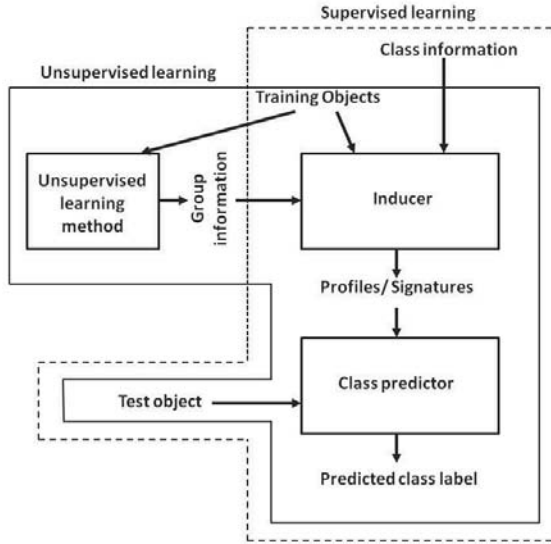 Supervised learning
Class information
Unsupervised learning
Training Objects
Unsupervised
learning
method
Group
information
Inducer
Profiles/ Signatures
Class predictor
Test object
Predicted class label